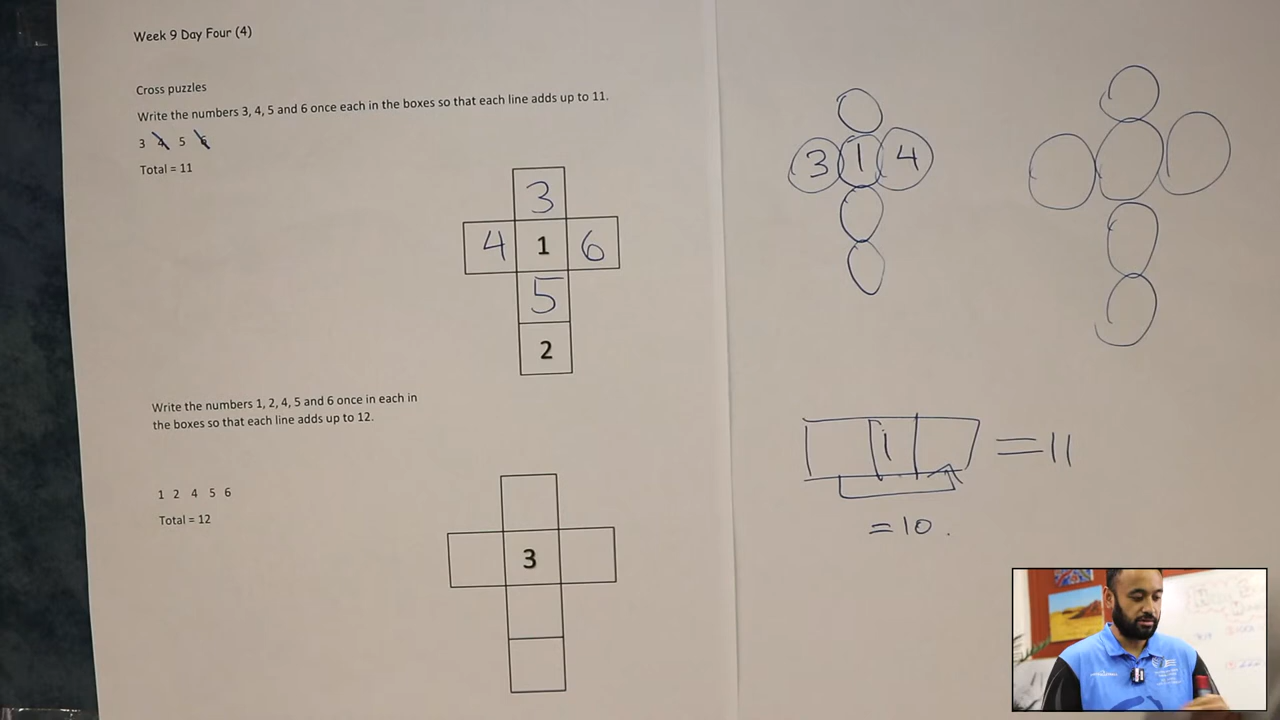 Week 9 Day Four (4)
Cross puzzles
Write the numbers 3, 4, 5 and 6 once each in the boxes so that each line adds up to 11.
3 4 5 6
Total = 11
3
4 1 6
5
2
Write the numbers 1, 2, 4, 5 and 6 once in each in
the boxes so that each line adds up to 12.
1 2 4 5 6
Total = 12
3
3 1 4
1 = 11
= 10.